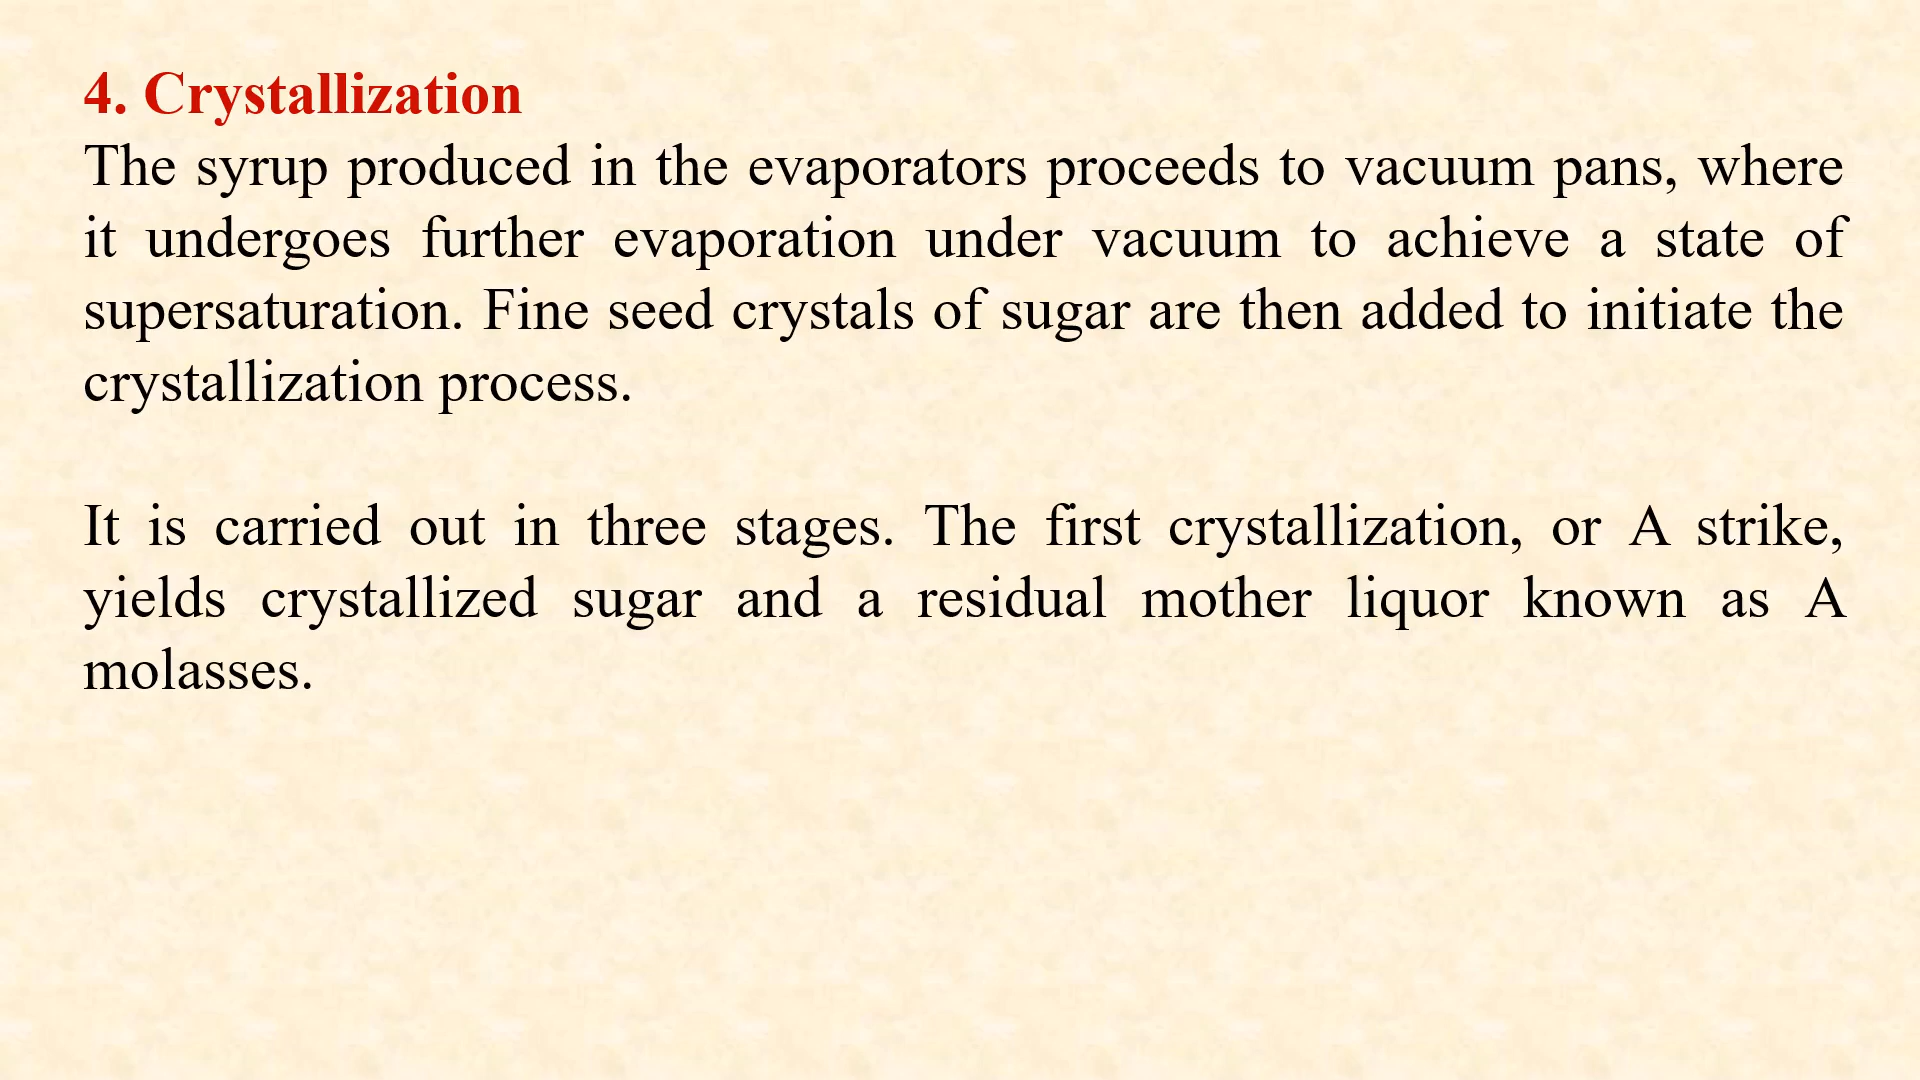 4. Crystallization
The syrup produced in the evaporators proceeds to vacuum pans, where
it undergoes further evaporation under vacuum to achieve a state of
supersaturation. Fine seed crystals of sugar are then added to initiate the
crystallization process.
It is carried out in three stages. The first crystallization, or A strike,
yields crystallized sugar and a residual mother liquor known as A
molasses.